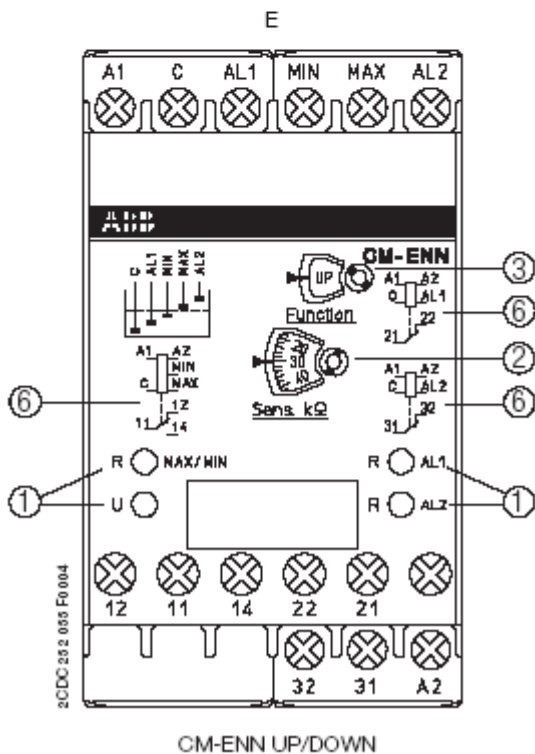 E
A1 C AL1 MIN MAX AL2
ABB
CM-ENN
C AL1 MIN MAX AL2
UP
Function
A1 A2
C AL1
22
21
③
⑥
20
30
40
Sens. kΩ
②
A1 A2
MIN
C MAX
12
11 14
⑥
A1 A2
C AL2
32
31
⑥
R MAX/MIN
U
①
R AL1
R AL2
①
12 11 14 22 21
32 31 A2
2CDC 252 055 F0004
CM-ENN UP/DOWN